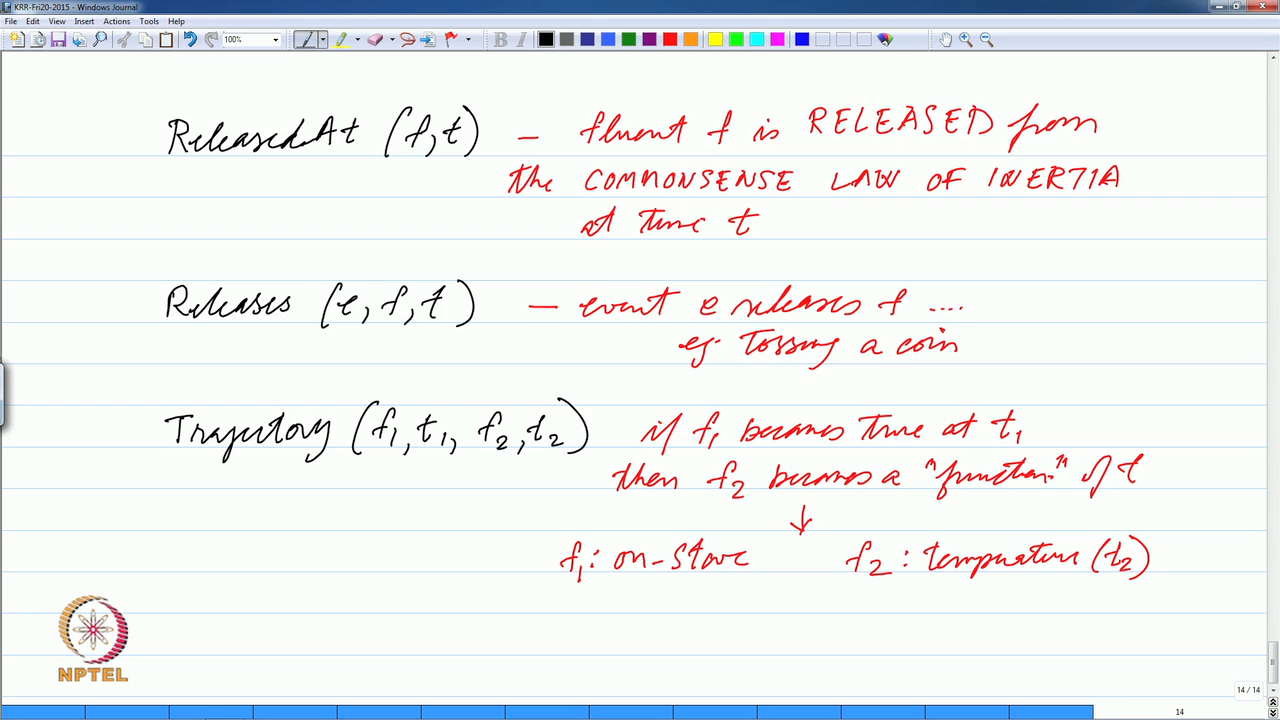 KRR-Fri20-2015 - Windows Journal
File Edit View Insert Actions Tools Help
100%
ReleasedAt (f,t) – fluent f is RELEASED from
the COMMONSENSE LAW OF INERTIA
at time t
Releases (e, f, t) – event e releases f ....
eg. Tossing a coin
Trajectory (f1, t1, f2, t2) if f1 becomes true at t1
then f2 becomes a "function" of t
↓
f1: on-stove f2: temperature (t2)
NPTEL
14 / 14
14